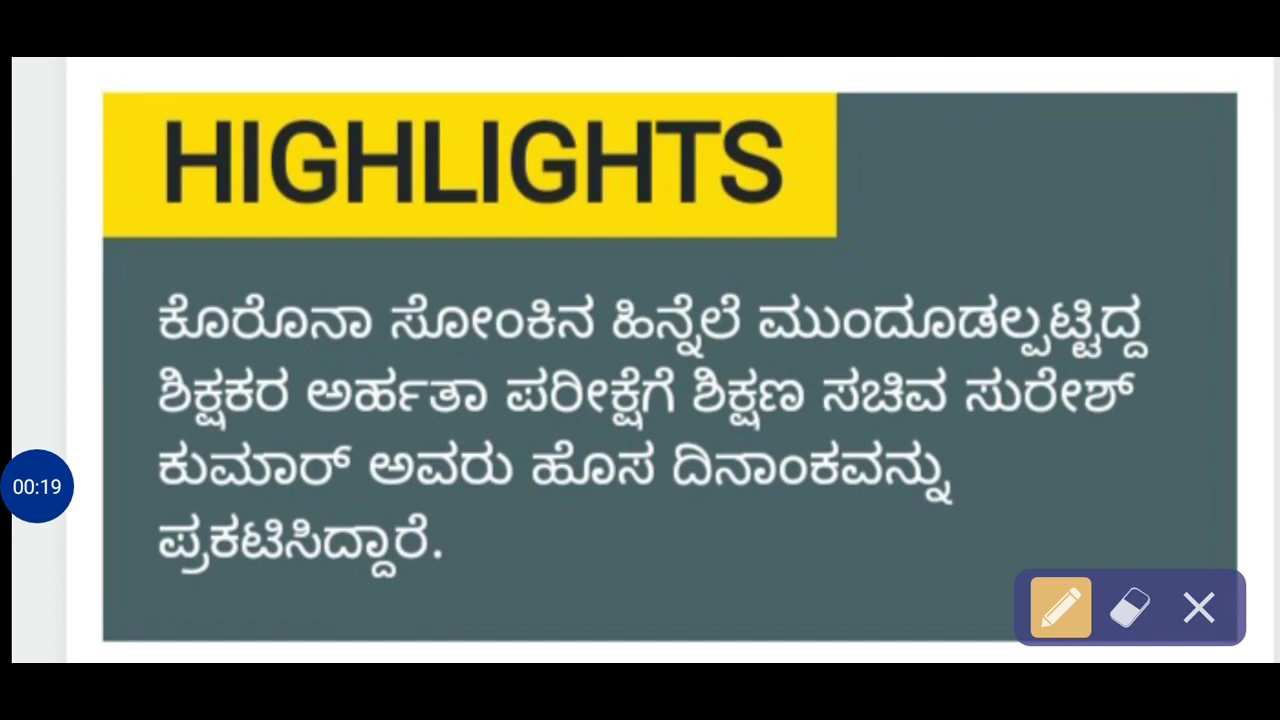 HIGHLIGHTS
ಕೊರೊನಾ ಸೋಂಕಿನ ಹಿನ್ನೆಲೆ ಮುಂದೂಡಲ್ಪಟ್ಟಿದ್ದ
ಶಿಕ್ಷಕರ ಅರ್ಹತಾ ಪರೀಕ್ಷೆಗೆ ಶಿಕ್ಷಣ ಸಚಿವ ಸುರೇಶ್
ಕುಮಾರ್ ಅವರು ಹೊಸ ದಿನಾಂಕವನ್ನು
ಪ್ರಕಟಿಸಿದ್ದಾರೆ.
00:19